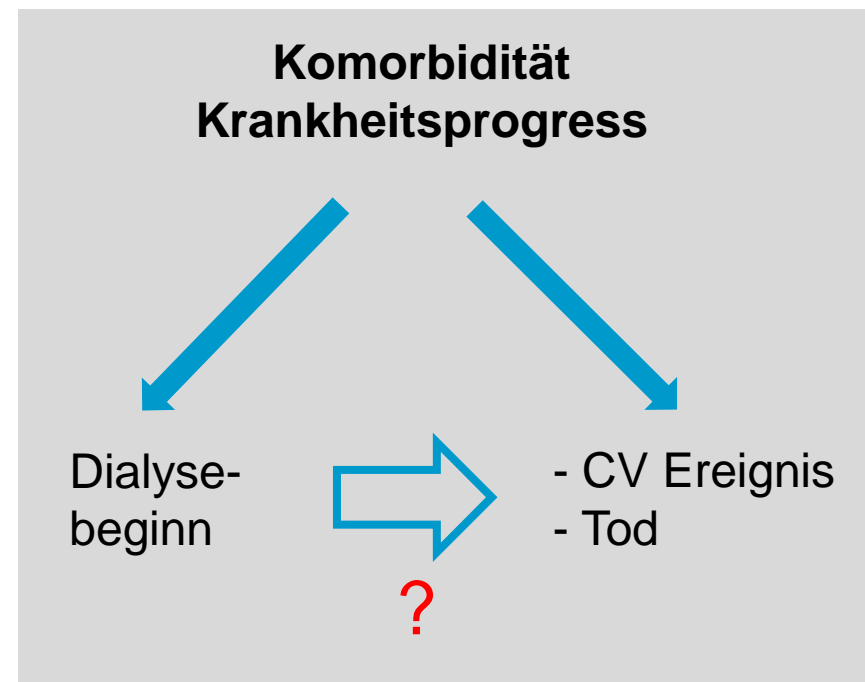 Komorbidität
Krankheitsprogress
Dialyse-
beginn
- CV Ereignis
- Tod
?